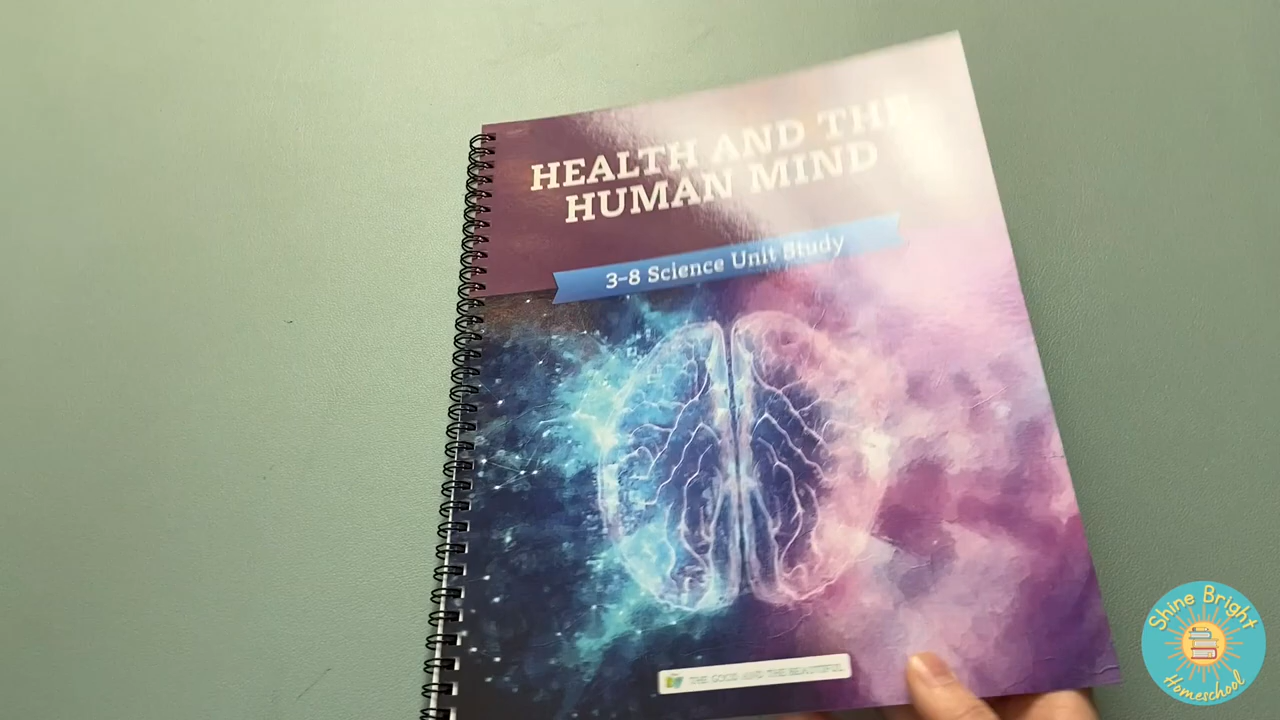 HEALTH AND THE
HUMAN MIND
3-8 Science Unit Study
THE GOOD AND THE BEAUTIFUL
Shine Bright
Homeschool